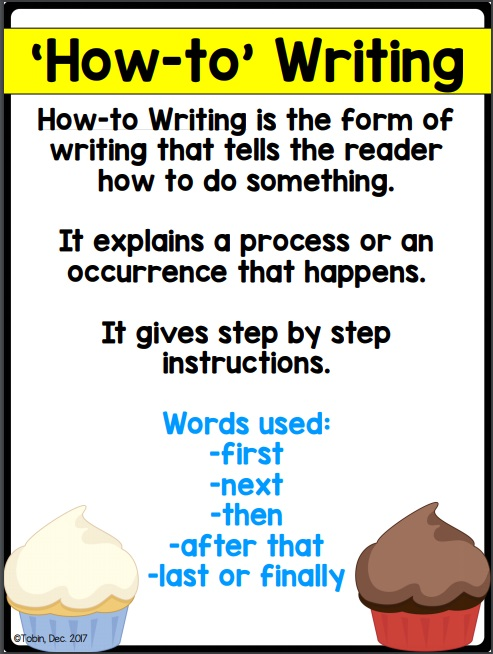 ‘How-to’ Writing
How-to Writing is the form of
writing that tells the reader
how to do something.
It explains a process or an
occurrence that happens.
It gives step by step
instructions.
Words used:
-first
-next
-then
-after that
-last or finally
©Tobin, Dec. 2017